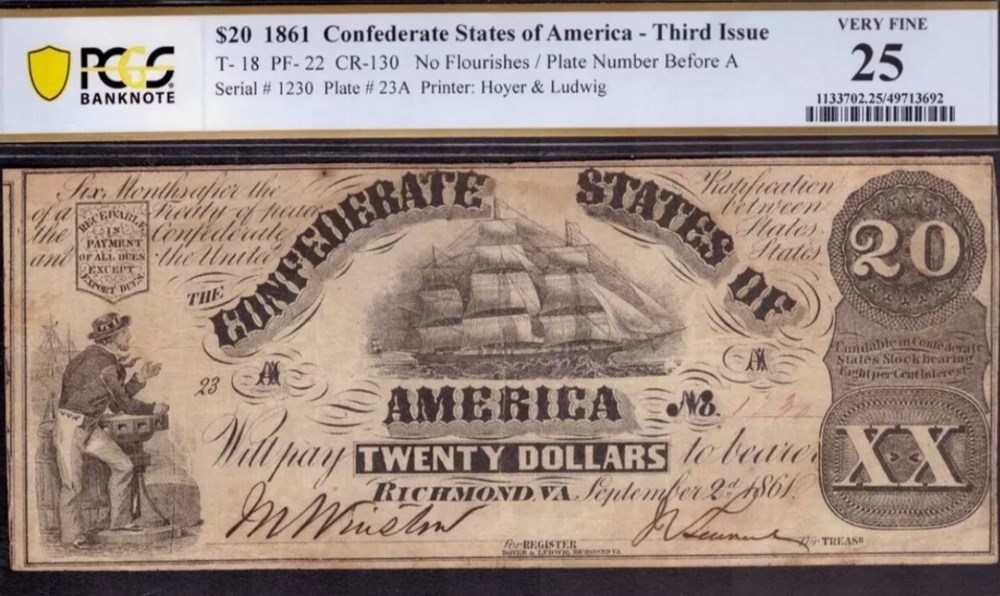 PCGS
BANKNOTE
$20 1861 Confederate States of America - Third Issue
T- 18 PF- 22 CR-130 No Flourishes / Plate Number Before A
Serial # 1230 Plate # 23A Printer: Hoyer & Ludwig
VERY FINE
25
1133702.25/49713692
Six Months after the Ratification
of a Treaty of peace between
the Confederate States
and the United States
RECEIVABLE
IN
PAYMENT
OF ALL DUES
EXCEPT
EXPORT DUES
THE CONFEDERATE STATES OF
20
Fundable in Confederate
States Stock bearing
Eight per Cent Interest
23 A A
AMERICA No.
Will pay TWENTY DOLLARS to bearer
XX
RICHMOND, VA September 2d 1861
M Winston
For REGISTER
HOYER & LUDWIG RICHMOND VA
For TREASR